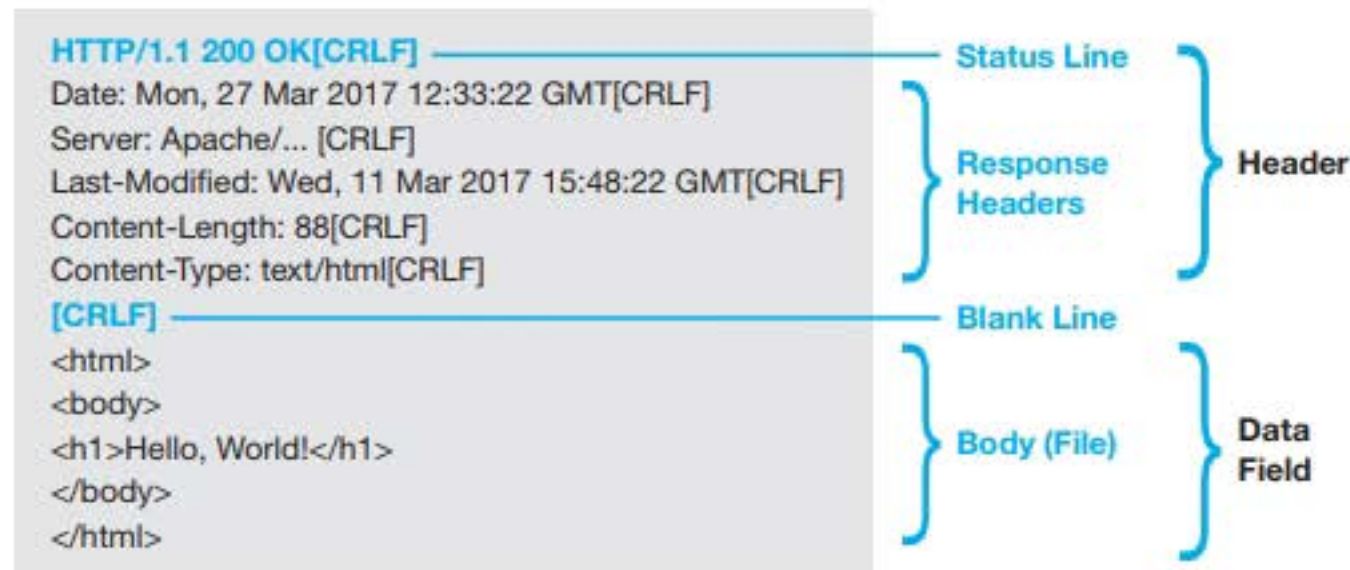 HTTP/1.1 200 OK[CRLF] Status Line
Date: Mon, 27 Mar 2017 12:33:22 GMT[CRLF]
Server: Apache/... [CRLF]
Last-Modified: Wed, 11 Mar 2017 15:48:22 GMT[CRLF]
Content-Length: 88[CRLF]
Content-Type: text/html[CRLF]
Response
Headers
Header
[CRLF] Blank Line
<html>
<body>
<h1>Hello, World!</h1>
</body>
</html>
Body (File)
Data
Field